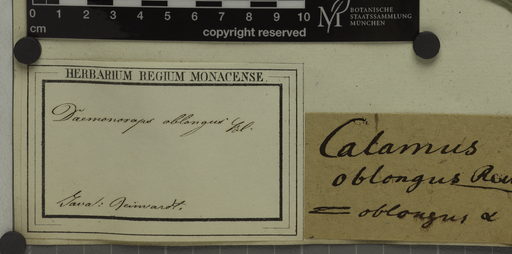 0 1 2 3 4 5 6 7 8 9 10
cm
copyright reserved
M
BOTANISCHE
STAATSSAMMLUNG
MÜNCHEN
HERBARIUM REGIUM MONACENSE.
Daemonorops oblongus Bl.
Java: Reinwardt.
Calamus
oblongus Rein
= oblongus α